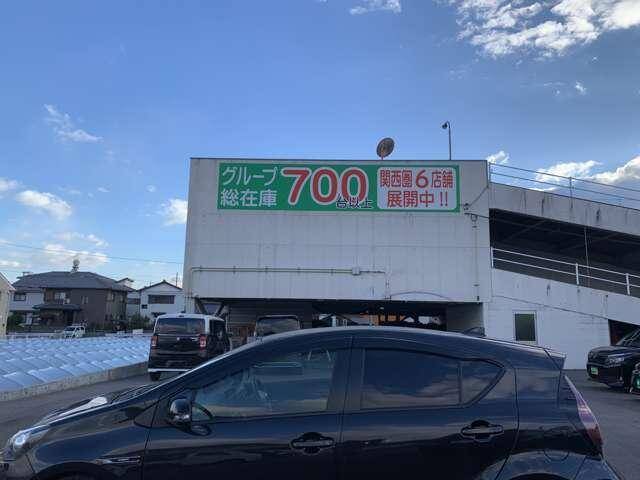 グループ
総在庫
700
台以上
関西圏6店舗
展開中!!